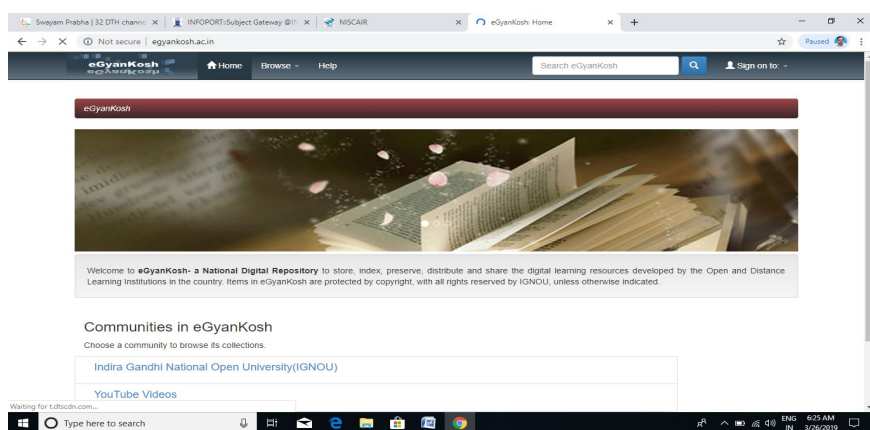 Swayam Prabha | 32 DTH channe
INFOPORT::Subject Gateway @IN
NISCAIR
eGyanKosh: Home
Not secure | egyankosh.ac.in
Paused
eGyanKosh
Home
Browse
Help
Search eGyanKosh
Sign on to:
eGyanKosh
Welcome to eGyanKosh- a National Digital Repository to store, index, preserve, distribute and share the digital learning resources developed by the Open and Distance
Learning Institutions in the country. Items in eGyanKosh are protected by copyright, with all rights reserved by IGNOU, unless otherwise indicated.
Communities in eGyanKosh
Choose a community to browse its collections.
Indira Gandhi National Open University(IGNOU)
YouTube Videos
Waiting for t.dtscdn.com...
Type here to search
ENG
IN
6:25 AM
3/26/2019